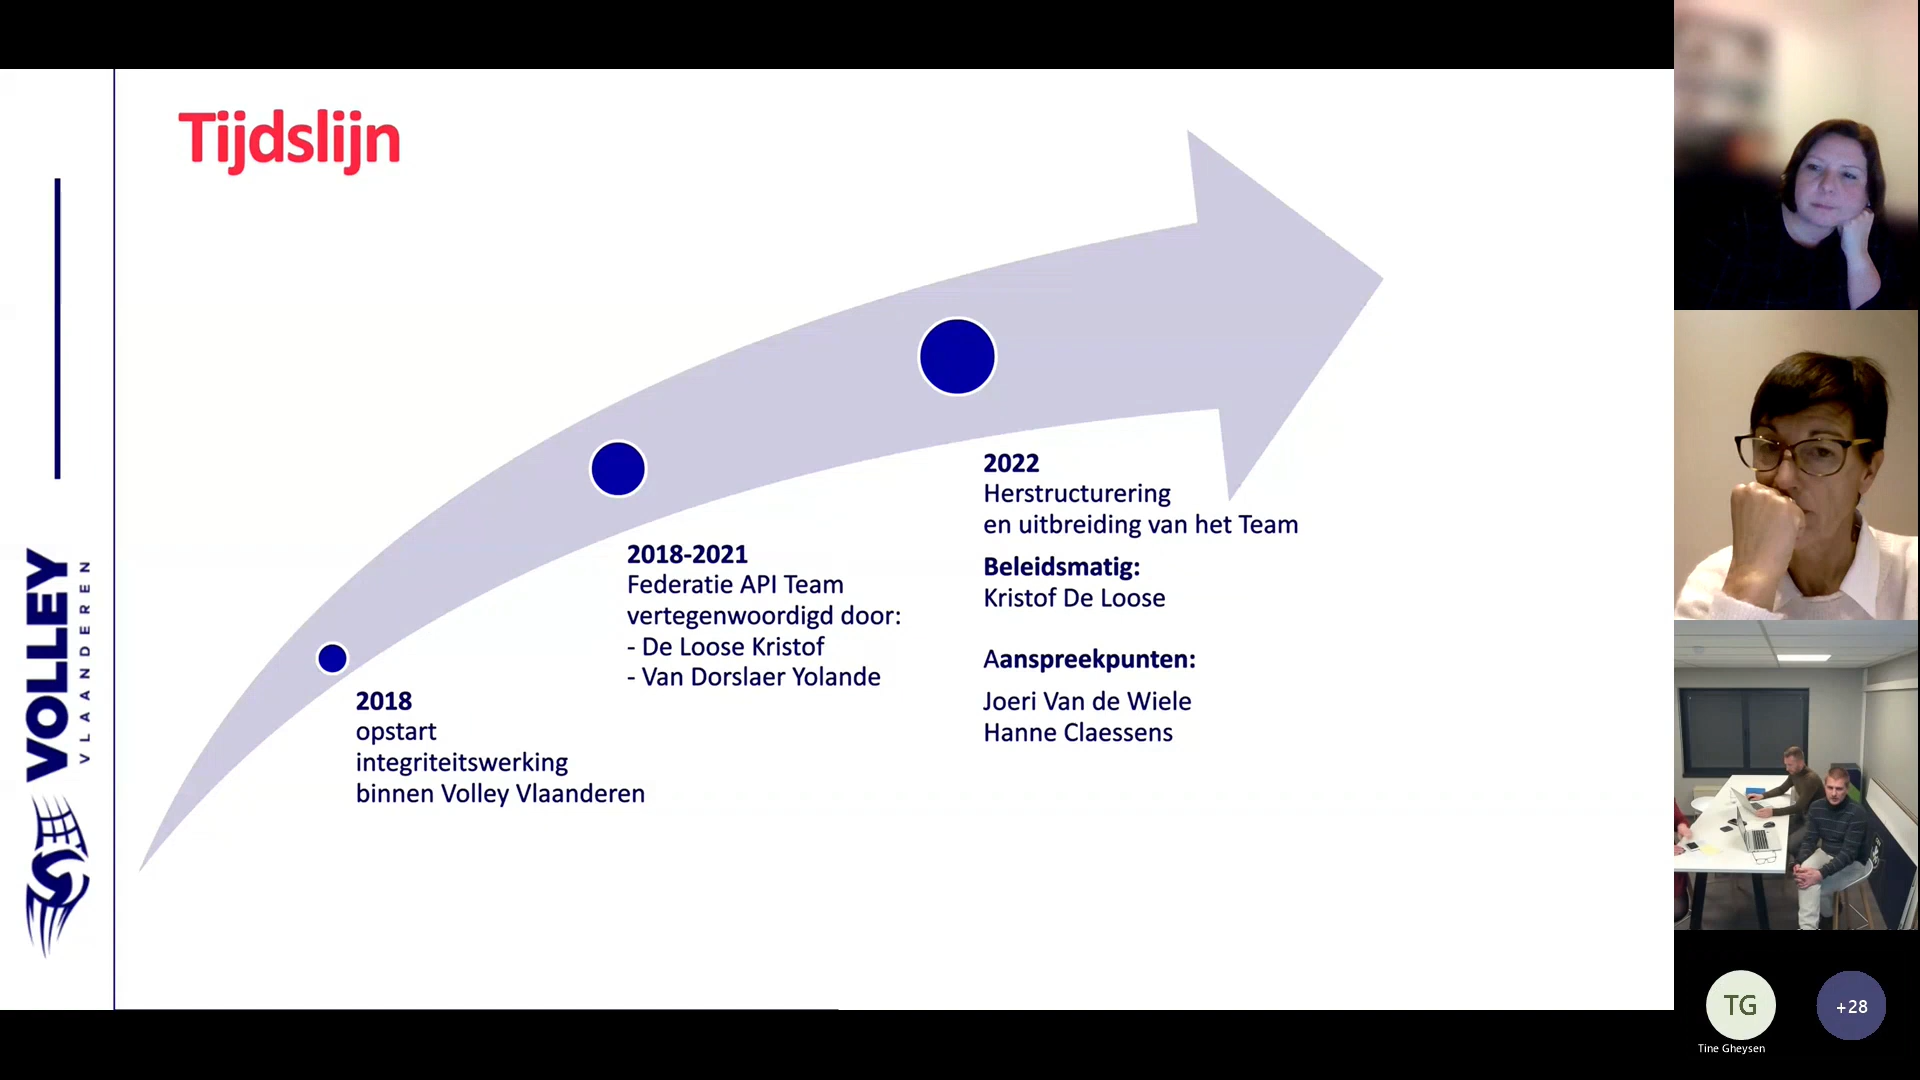 Tijdslijn
VOLLEY
VLAANDEREN
2018
opstart
integriteitswerking
binnen Volley Vlaanderen
2018-2021
Federatie API Team
vertegenwoordigd door:
- De Loose Kristof
- Van Dorslaer Yolande
2022
Herstructurering
en uitbreiding van het Team
Beleidsmatig:
Kristof De Loose
Aanspreekpunten:
Joeri Van de Wiele
Hanne Claessens
TG
+28
Tine Gheysen